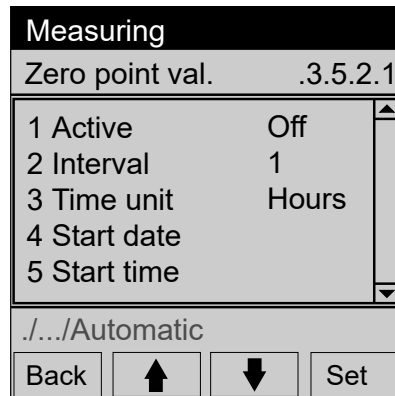 Measuring
Zero point val. .3.5.2.1
1 Active Off
2 Interval 1
3 Time unit Hours
4 Start date
5 Start time
./.../Automatic
Back Set